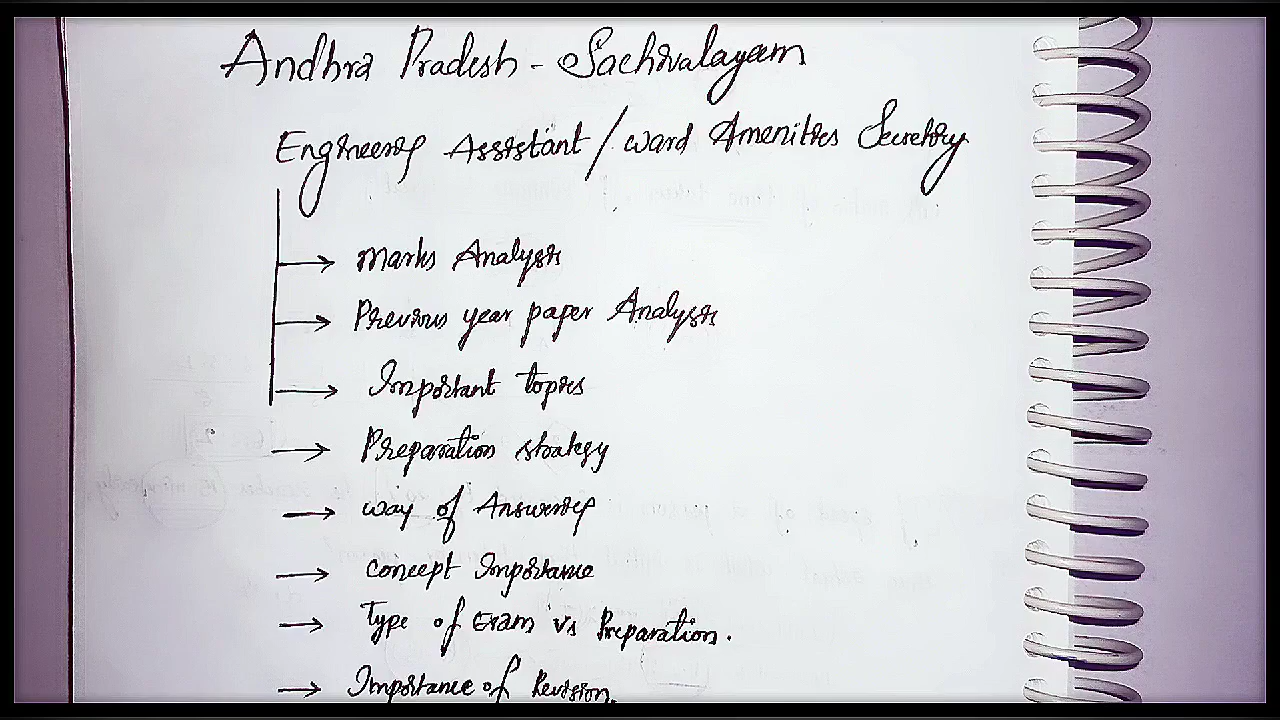 Andhra Pradesh - Sachivalayam
Engineering Assistant / ward Amenities Secretary
→ Marks Analysis
→ Previous year paper Analysis
→ Important topics
→ Preparation strategy
→ way of Answering
→ concept Importance
→ Type of Exam vs Preparation.
→ Importance of Revision.